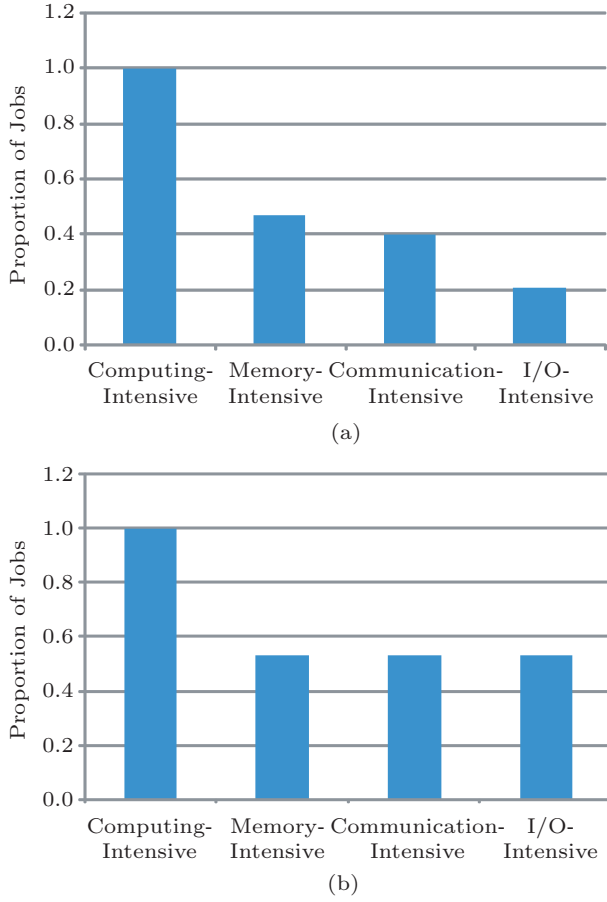 1.2
1.0
0.8
0.6
0.4
0.2
0.0
Proportion of Jobs
Computing-
Intensive
Memory-
Intensive
Communication-
Intensive
I/O-
Intensive
(a)
1.2
1.0
0.8
0.6
0.4
0.2
0.0
Proportion of Jobs
Computing-
Intensive
Memory-
Intensive
Communication-
Intensive
I/O-
Intensive
(b)